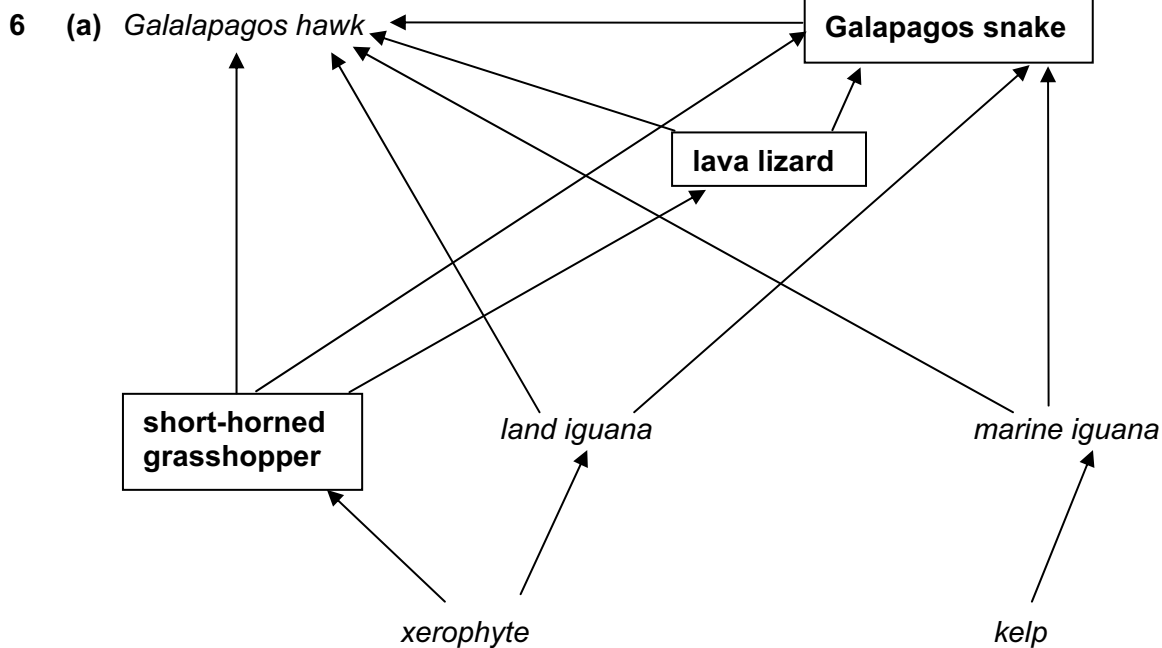 6 (a) Galalapagos hawk
Galapagos snake
lava lizard
short-horned
grasshopper
land iguana
marine iguana
xerophyte
kelp